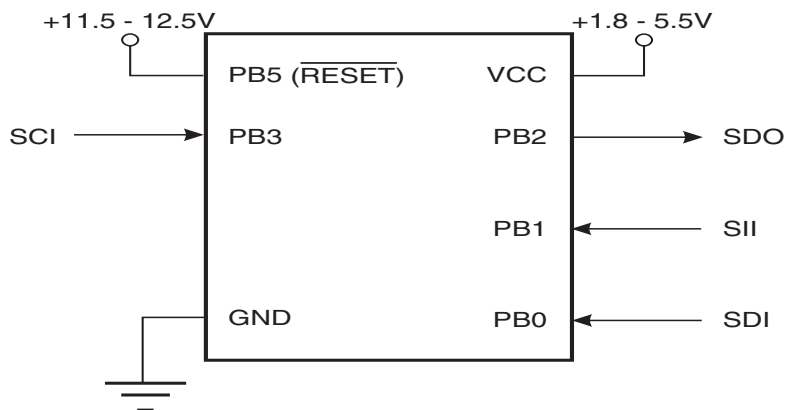 +11.5 - 12.5V
+1.8 - 5.5V
PB5 (RESET)
VCC
SCI
PB3
PB2
SDO
PB1
SII
GND
PB0
SDI